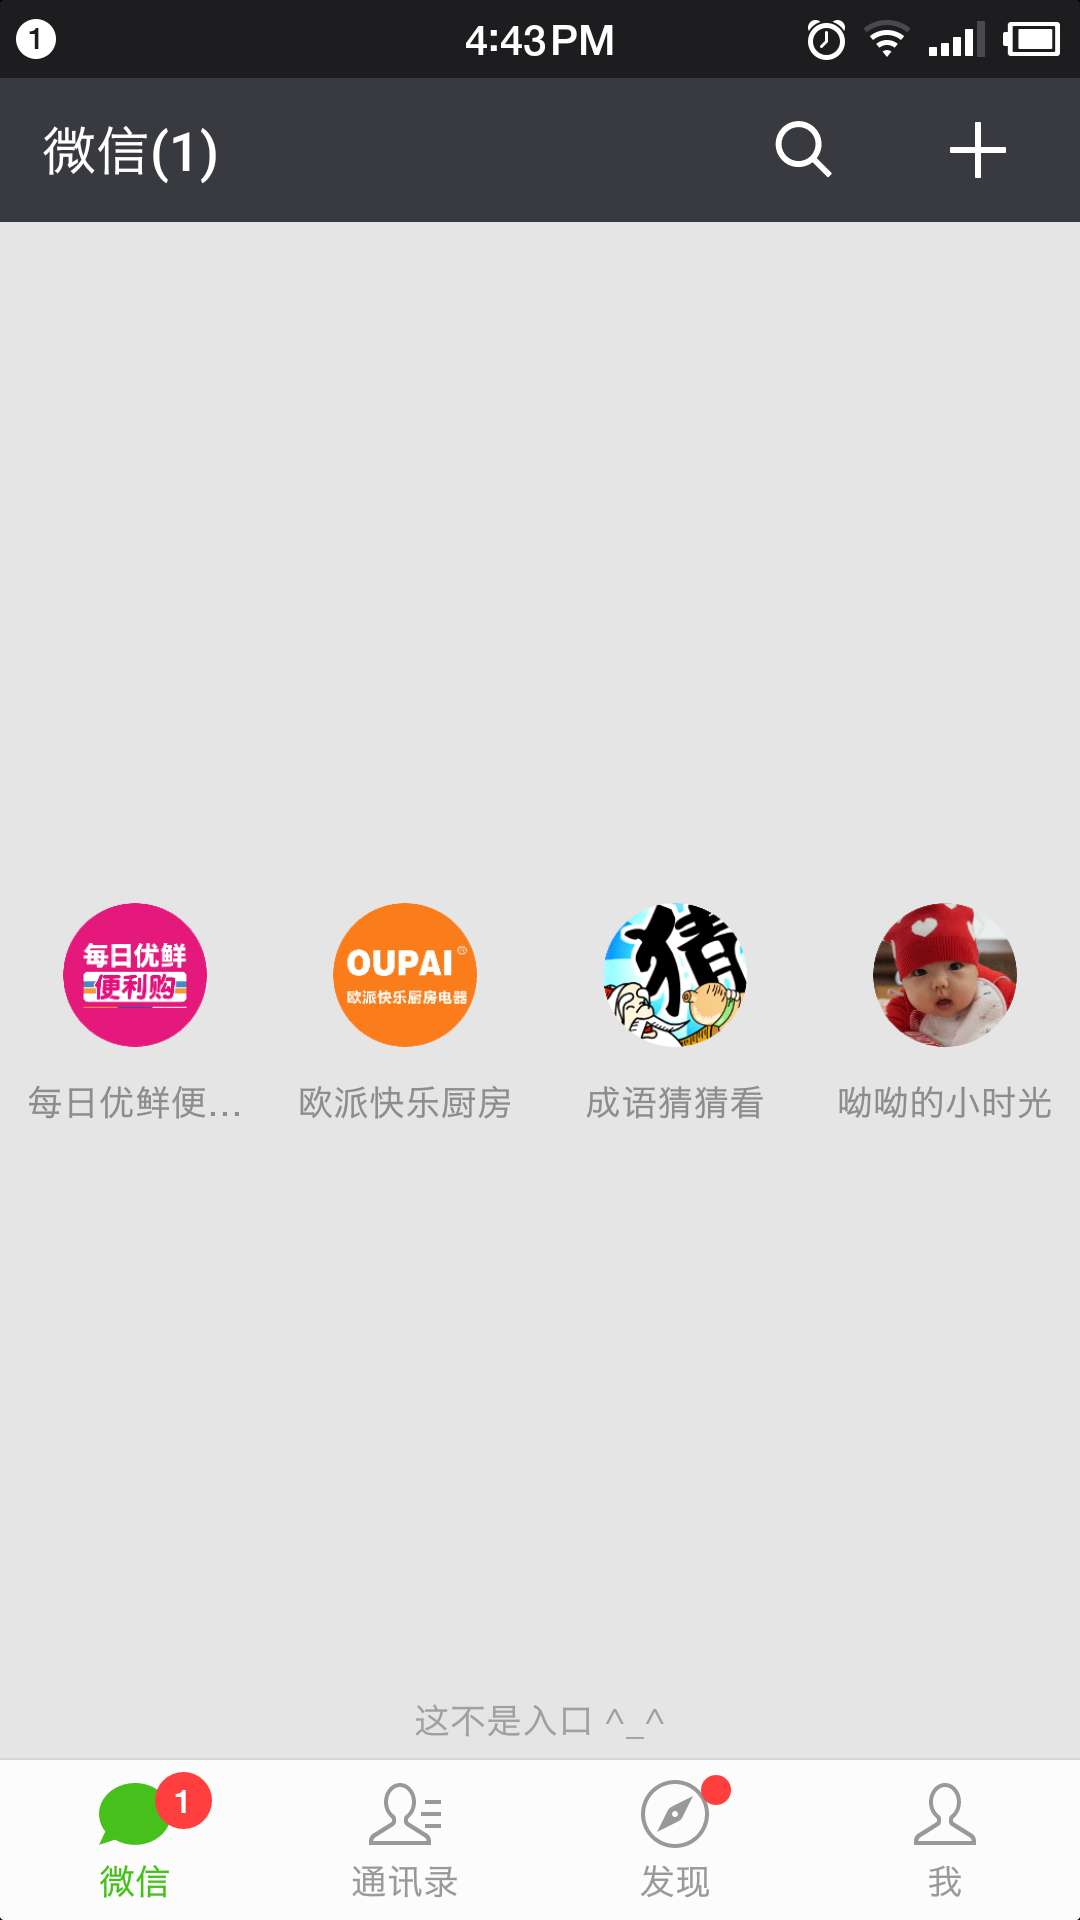 1
4:43PM
微信(1)
每日优鲜
便利购
OUPAI
欧派快乐厨房电器
猜
每日优鲜便...
欧派快乐厨房
成语猜猜看
呦呦的小时光
这不是入口 ^_^
1
微信
通讯录
发现
我